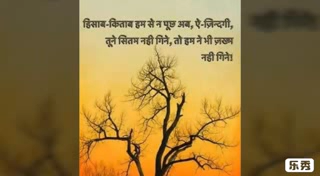 हिसाब-किताब हम से न पूछ अब, ऐ-ज़िन्दगी,
तूने सितम नही गिने, तो हम ने भी ज़ख्म
नही गिने!
乐秀